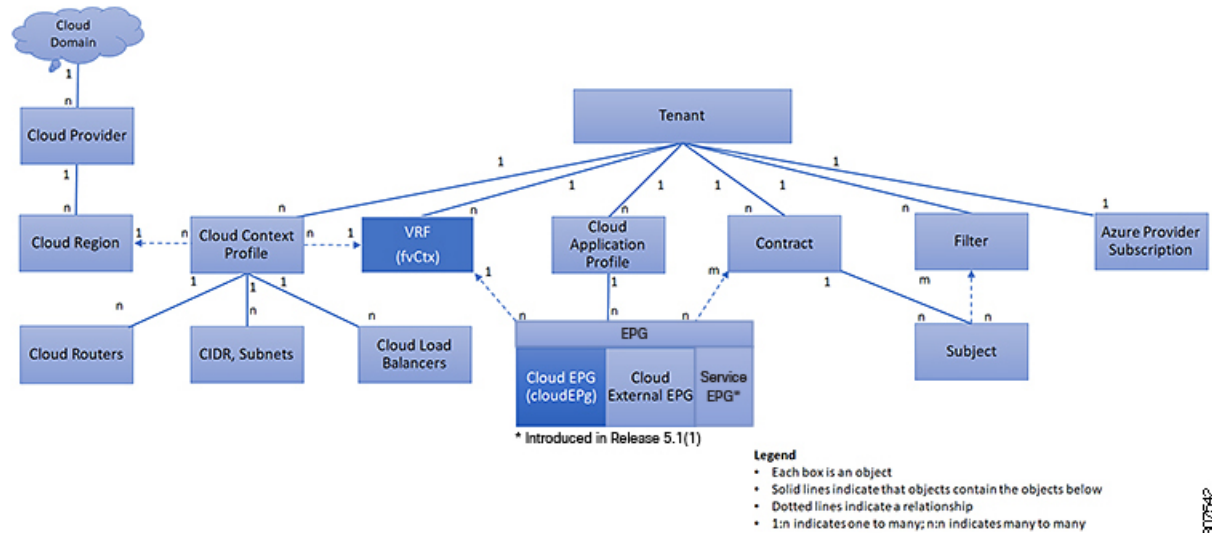 Cloud
Domain
1
n
Cloud Provider
1
n
Cloud Region
Tenant
1
1
1
1
1
1
n
n
n
n
n
1
1
n
Cloud Context
Profile
n
1
VRF
(fvCtx)
Cloud
Application
Profile
Contract
Filter
Azure Provider
Subscription
1
1
1
n
n
n
1
1
m
1
m
n
n
n
n
n
Cloud Routers
CIDR, Subnets
Cloud Load
Balancers
EPG
Cloud EPG
(cloudEPg)
Cloud
External EPG
Service
EPG*
Subject
* Introduced in Release 5.1(1)
Legend
• Each box is an object
• Solid lines indicate that objects contain the objects below
• Dotted lines indicate a relationship
• 1:n indicates one to many; n:n indicates many to many
307542